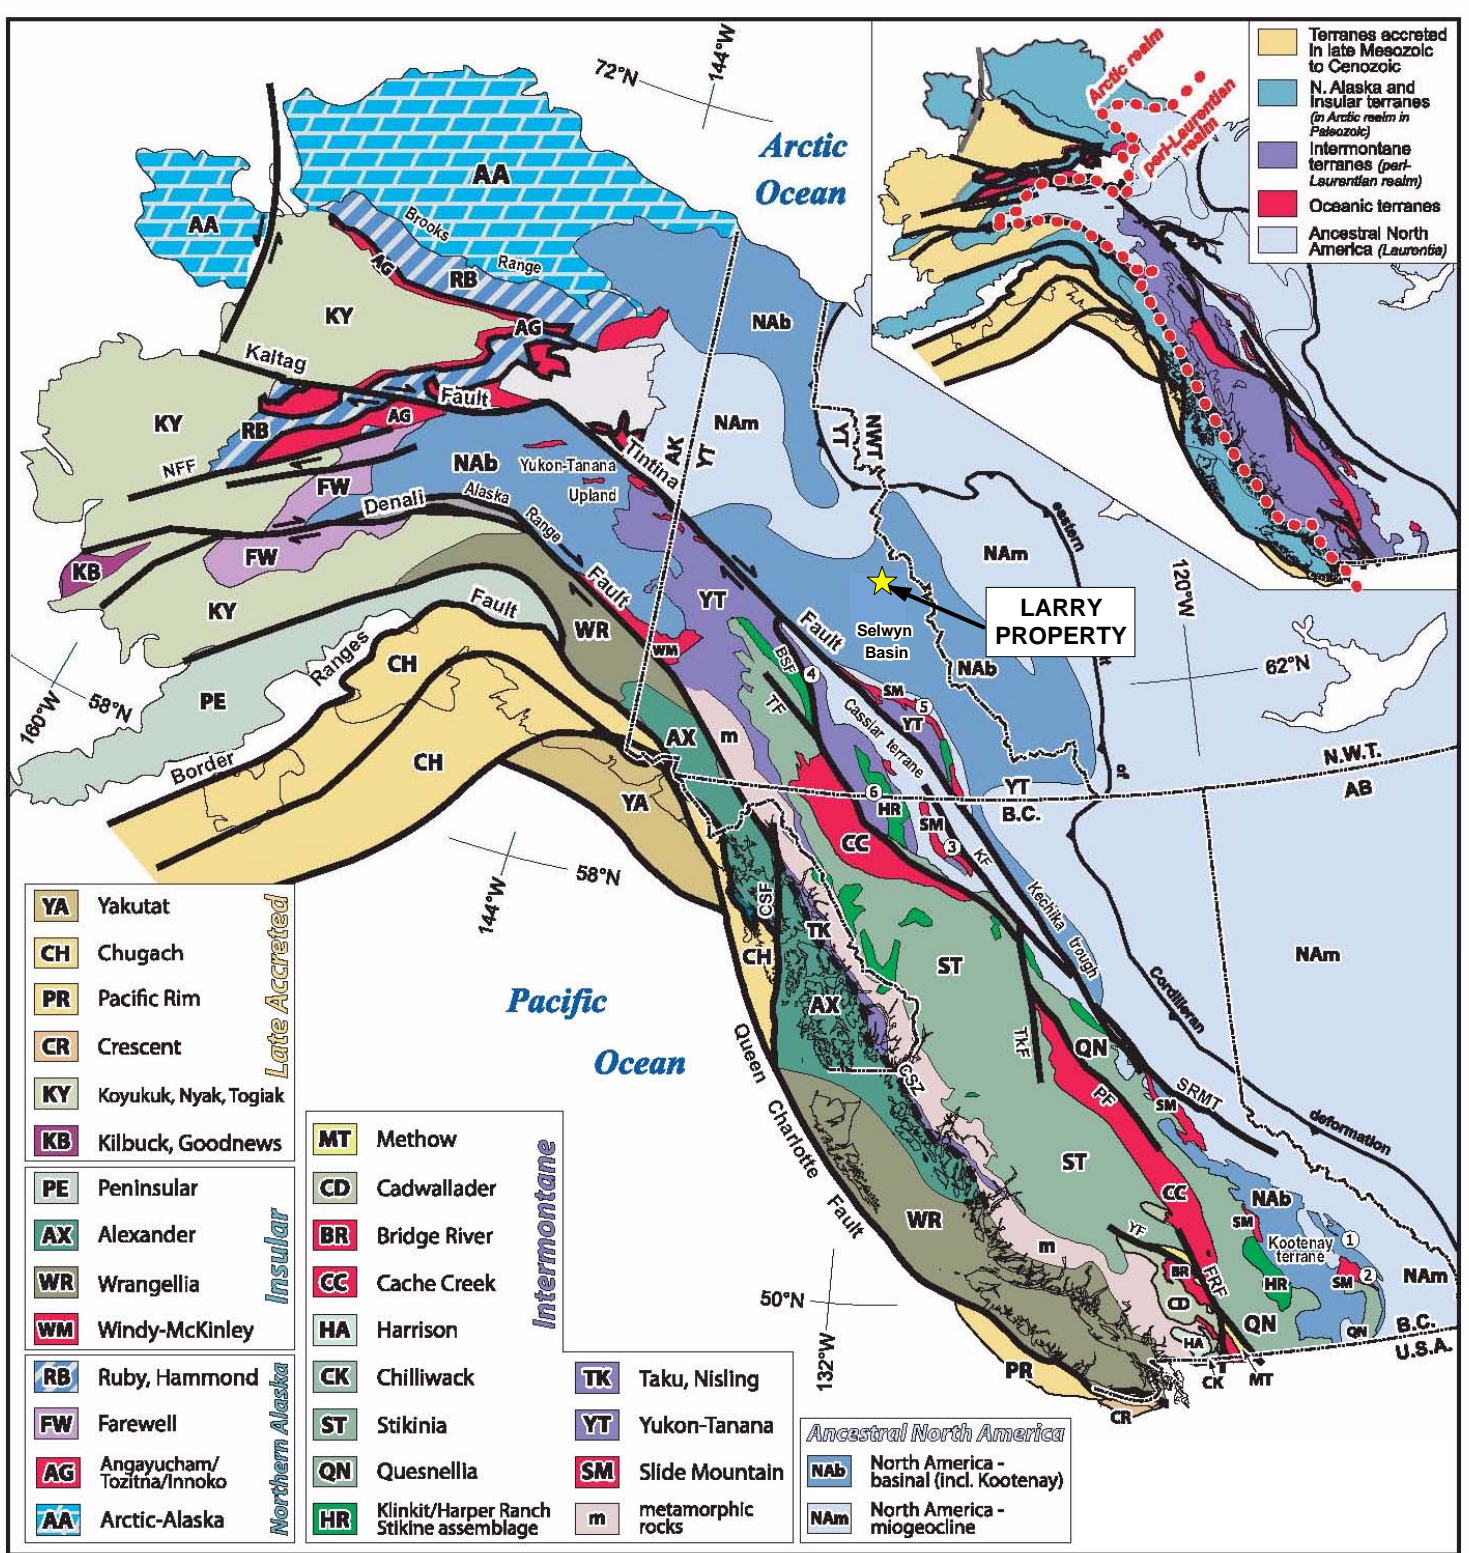 72°N
144°W
Arctic
Ocean
Arctic realm
peri-Laurentian
realm
Terranes accreted
in late Mesozoic
to Cenozoic
N. Alaska and
Insular terranes
(in Arctic realm in
Paleozoic)
Intermontane
terranes (peri-
Laurentian realm)
Oceanic terranes
Ancestral North
America (Laurentia)
AA
AA
Brooks
Range
AG
RB
KY
AG
NAb
Kaltag
Fault
KY
RB
AG
NFF
NAb
Yukon-Tanana
Upland
Tintina
AK
YT
NAm
YT
NWT
FW
Denali
Alaska
Range
Fault
FW
KB
KY
Fault
WR
WM
YT
Fault
Selwyn
Basin
NAb
NAm
eastern
LARRY
PROPERTY
120°W
62°N
160°W
58°N
PE
Border
Ranges
CH
CH
YA
AX
m
BSF
4
TF
SM
5
YT
Cassiar terrane
6
HR
SM
3
CC
KF
YT
B.C.
N.W.T.
AB
144°W
58°N
CSF
CH
TK
AX
ST
Kechika
trough
NAm
Cordilleran
Pacific
Ocean
Queen
Charlotte
Fault
CSZ
TkF
QN
PF
SM
SRMT
deformation
ST
CC
WR
m
YF
NAb
SM
Kootenay
terrane
1
2
SM
HR
NAm
BR
CD
FRF
HA
QN
QN
B.C.
U.S.A.
CK
MT
50°N
132°W
PR
CR
YA Yakutat
CH Chugach
PR Pacific Rim
CR Crescent
KY Koyukuk, Nyak, Togiak
KB Kilbuck, Goodnews
Late Accreted
PE Peninsular
AX Alexander
WR Wrangellia
WM Windy-McKinley
Insular
RB Ruby, Hammond
FW Farewell
AG Angayucham/
Tozitna/Innoko
AA Arctic-Alaska
Northern Alaska
MT Methow
CD Cadwallader
BR Bridge River
CC Cache Creek
HA Harrison
CK Chilliwack
ST Stikinia
QN Quesnellia
HR Klinkit/Harper Ranch
Stikine assemblage
Intermontane
TK Taku, Nisling
YT Yukon-Tanana
SM Slide Mountain
m metamorphic
rocks
Ancestral North America
NAb North America -
basinal (incl. Kootenay)
NAm North America -
miogeocline